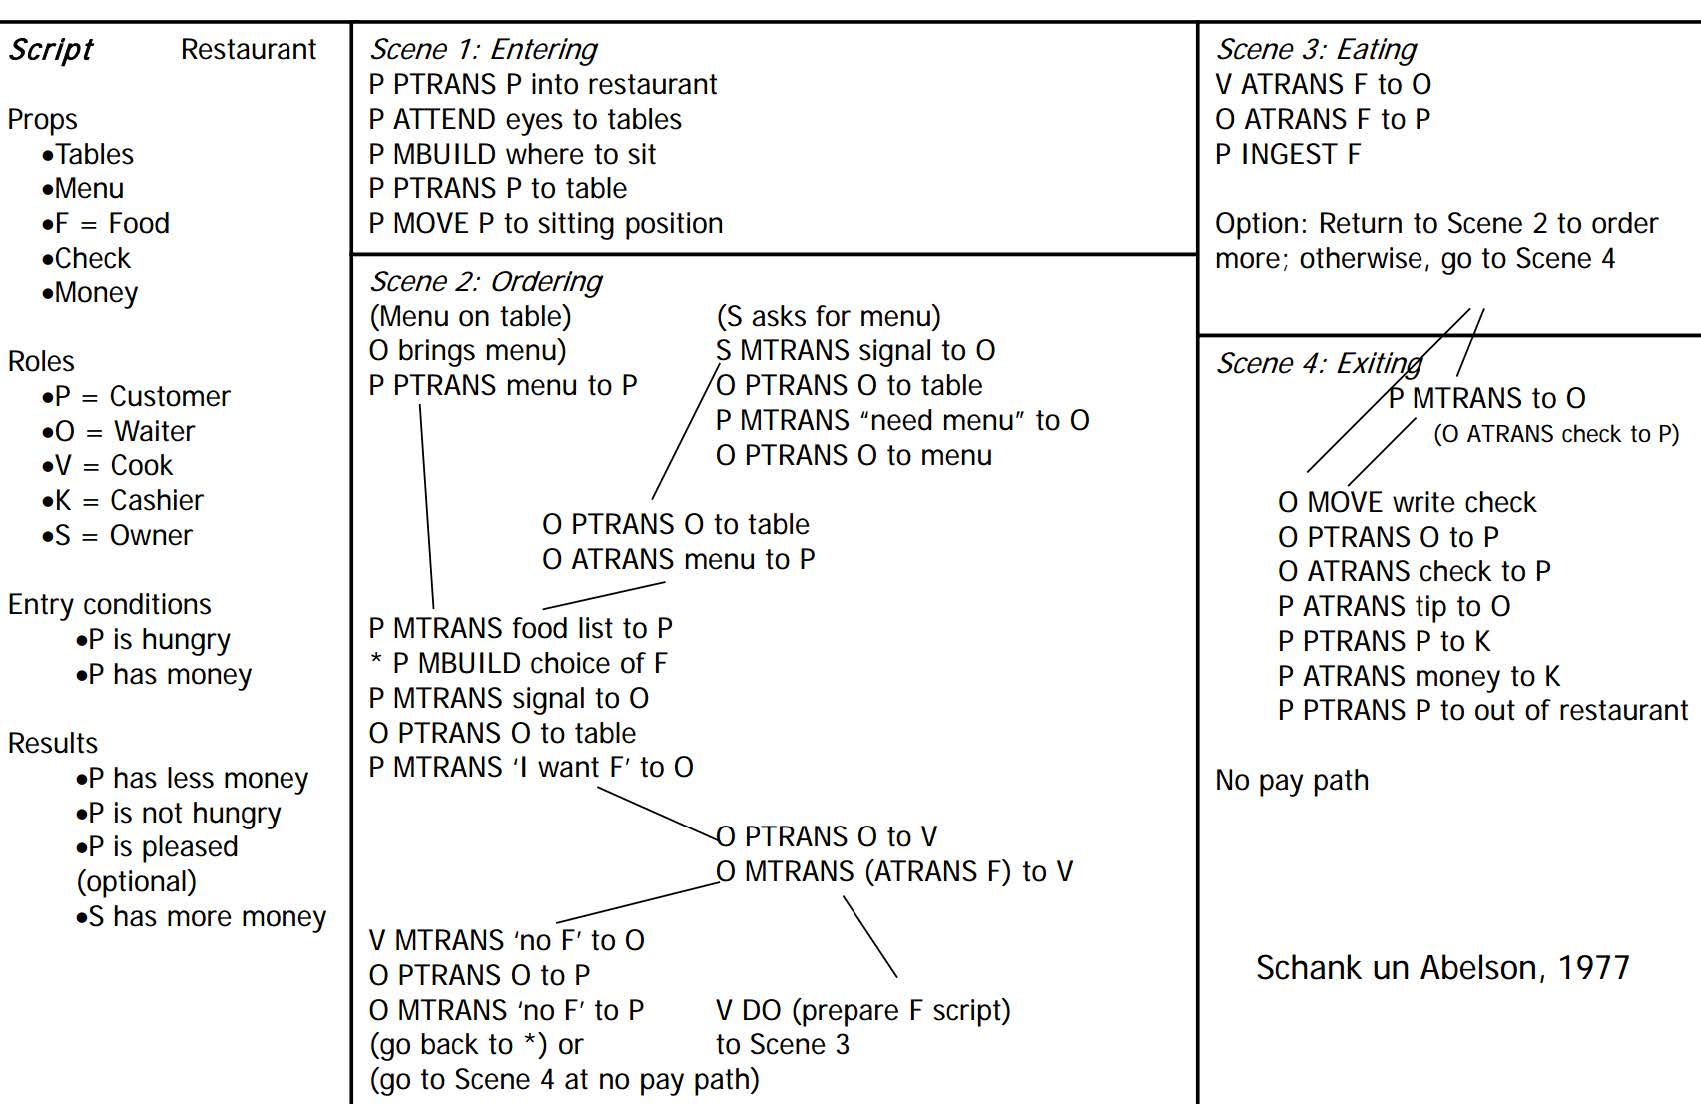 Script Restaurant
Props
•Tables
•Menu
•F = Food
•Check
•Money
Roles
•P = Customer
•O = Waiter
•V = Cook
•K = Cashier
•S = Owner
Entry conditions
•P is hungry
•P has money
Results
•P has less money
•P is not hungry
•P is pleased
(optional)
•S has more money
Scene 1: Entering
P PTRANS P into restaurant
P ATTEND eyes to tables
P MBUILD where to sit
P PTRANS P to table
P MOVE P to sitting position
Scene 2: Ordering
(Menu on table)
O brings menu)
P PTRANS menu to P
(S asks for menu)
S MTRANS signal to O
O PTRANS O to table
P MTRANS “need menu” to O
O PTRANS O to menu
O PTRANS O to table
O ATRANS menu to P
P MTRANS food list to P
* P MBUILD choice of F
P MTRANS signal to O
O PTRANS O to table
P MTRANS ‘I want F’ to O
O PTRANS O to V
O MTRANS (ATRANS F) to V
V MTRANS ‘no F’ to O
O PTRANS O to P
O MTRANS ‘no F’ to P
(go back to *) or
(go to Scene 4 at no pay path)
V DO (prepare F script)
to Scene 3
Scene 3: Eating
V ATRANS F to O
O ATRANS F to P
P INGEST F
Option: Return to Scene 2 to order
more; otherwise, go to Scene 4
Scene 4: Exiting
P MTRANS to O
(O ATRANS check to P)
O MOVE write check
O PTRANS O to P
O ATRANS check to P
P ATRANS tip to O
P PTRANS P to K
P ATRANS money to K
P PTRANS P to out of restaurant
No pay path
Schank un Abelson, 1977